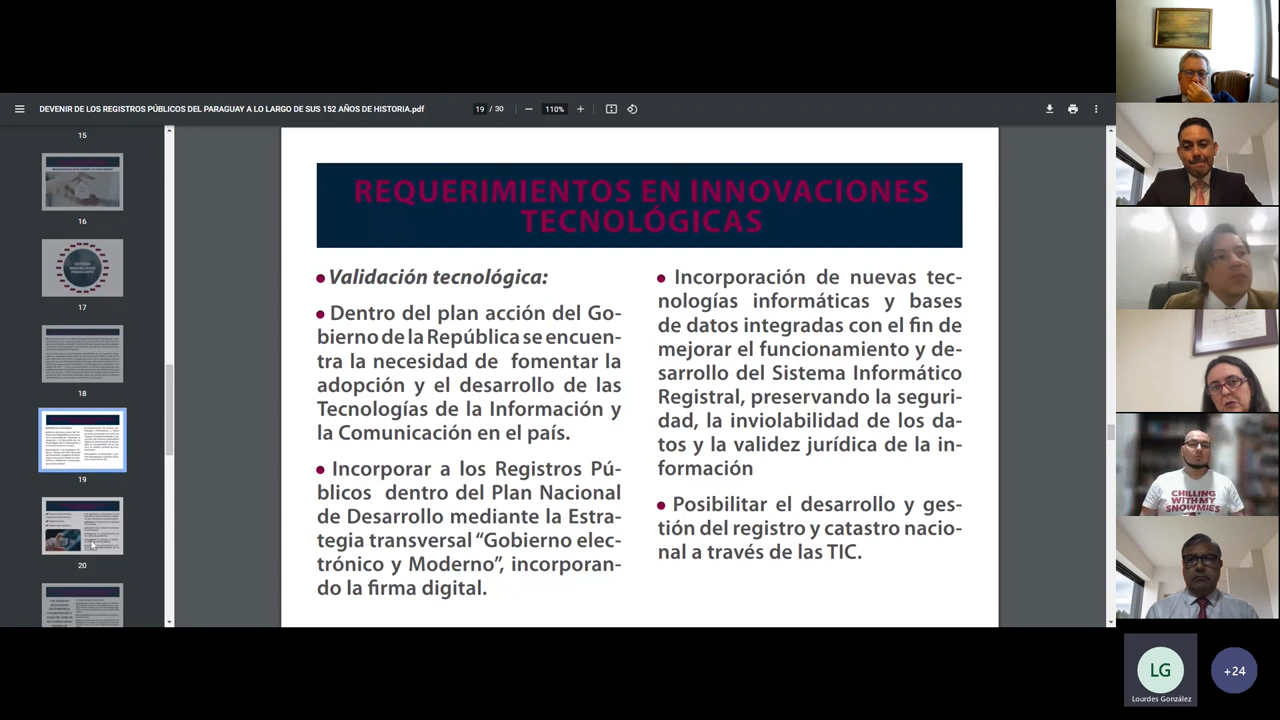 DEVENIR DE LOS REGISTROS PÚBLICOS DEL PARAGUAY A LO LARGO DE SUS 152 AÑOS DE HISTORIA.pdf
19 / 30
110%
15
16
17
18
19
20
REQUERIMIENTOS EN INNOVACIONES
TECNOLÓGICAS
• Validación tecnológica:
• Dentro del plan acción del Go-
bierno de la República se encuen-
tra la necesidad de fomentar la
adopción y el desarrollo de las
Tecnologías de la Información y
la Comunicación en el país.
• Incorporar a los Registros Pú-
blicos dentro del Plan Nacional
de Desarrollo mediante la Estra-
tegia transversal “Gobierno elec-
trónico y Moderno”, incorporan-
do la firma digital.
• Incorporación de nuevas tec-
nologías informáticas y bases
de datos integradas con el fin de
mejorar el funcionamiento y de-
sarrollo del Sistema Informático
Registral, preservando la seguri-
dad, la inviolabilidad de los da-
tos y la validez jurídica de la in-
formación
• Posibilitar el desarrollo y ges-
tión del registro y catastro nacio-
nal a través de las TIC.
CHILLING
WITH MY
SNOWMIES
LG
Lourdes González
+24